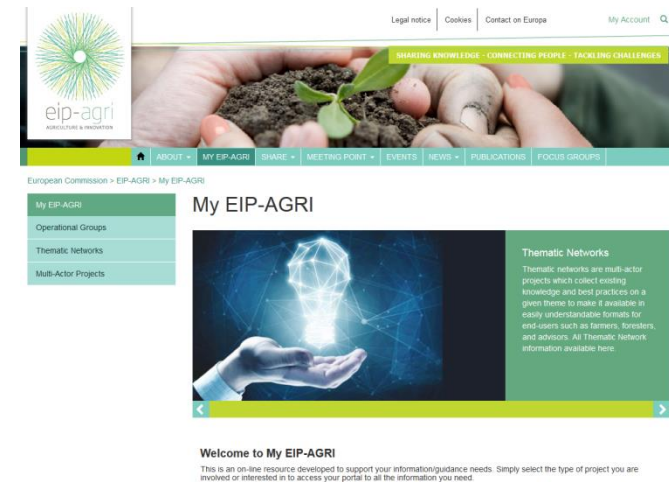 Legal notice | Cookies | Contact on Europa My Account
SHARING KNOWLEDGE - CONNECTING PEOPLE - TACKLING CHALLENGES
eip-agri
AGRICULTURE & INNOVATION
ABOUT MY EIP-AGRI SHARE MEETING POINT EVENTS NEWS PUBLICATIONS FOCUS GROUPS
European Commission > EIP-AGRI > My EIP-AGRI
My EIP-AGRI
Operational Groups
Thematic Networks
Multi-Actor Projects
My EIP-AGRI
Thematic Networks
Thematic networks are multi-actor
projects which collect existing
knowledge and best practices on a
given theme to make it available in
easily understandable formats for
end-users such as farmers, foresters,
and advisors. All Thematic Network
information available here.
Welcome to My EIP-AGRI
This is an on-line resource developed to support your information/guidance needs. Simply select the type of project you are
involved or interested in to access your portal to all the information you need.